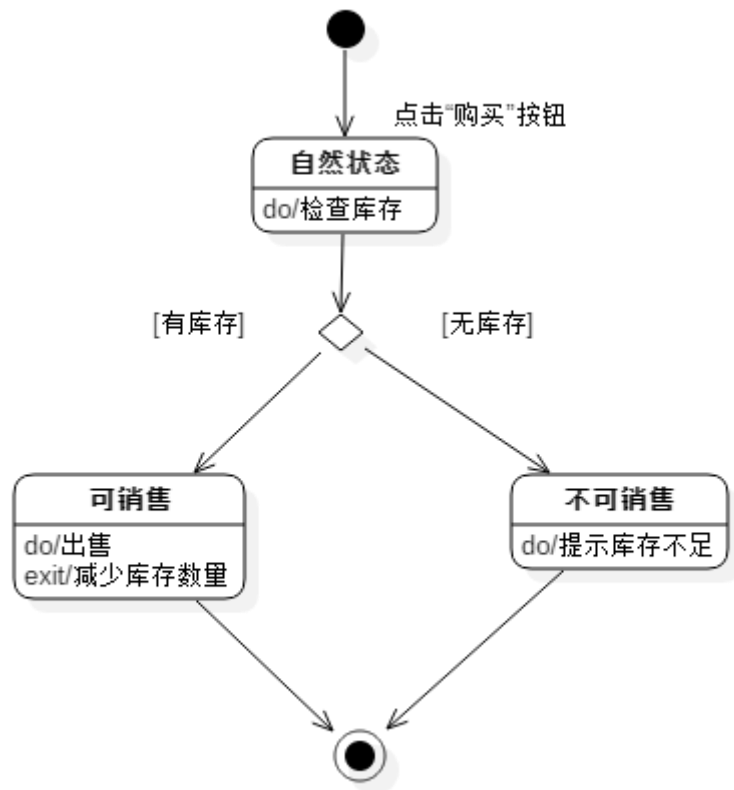 点击“购买”按钮
自然状态
do/检查库存
[有库存]
[无库存]
可销售
do/出售
exit/减少库存数量
不可销售
do/提示库存不足